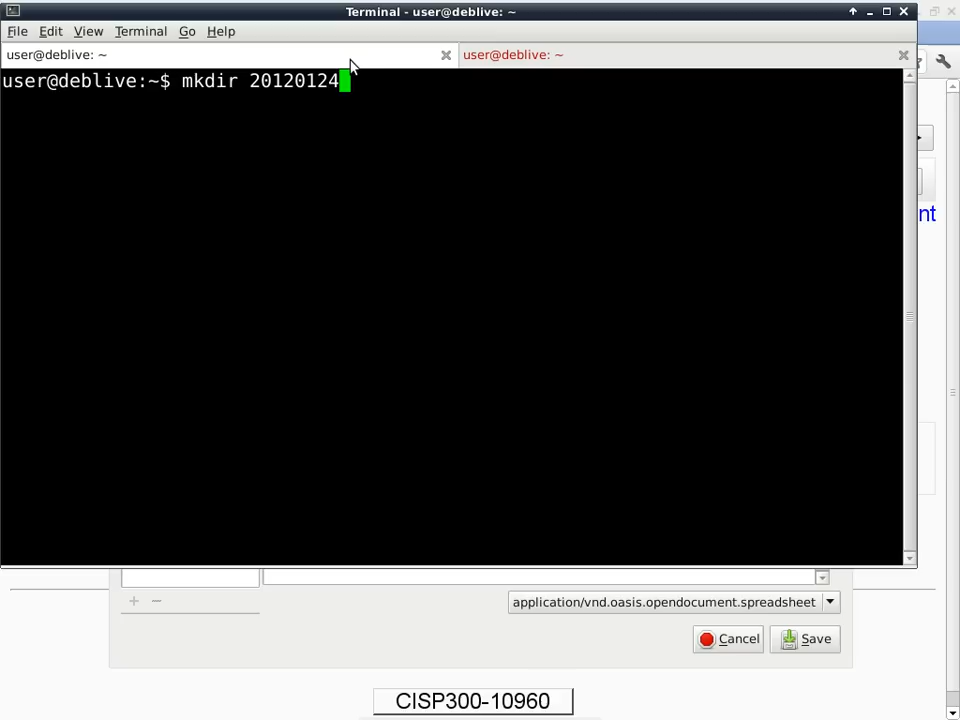 Terminal - user@deblive: ~
File Edit View Terminal Go Help
user@deblive: ~
user@deblive: ~
user@deblive:~$ mkdir 20120124
nt
application/vnd.oasis.opendocument.spreadsheet
Cancel Save
CISP300-10960